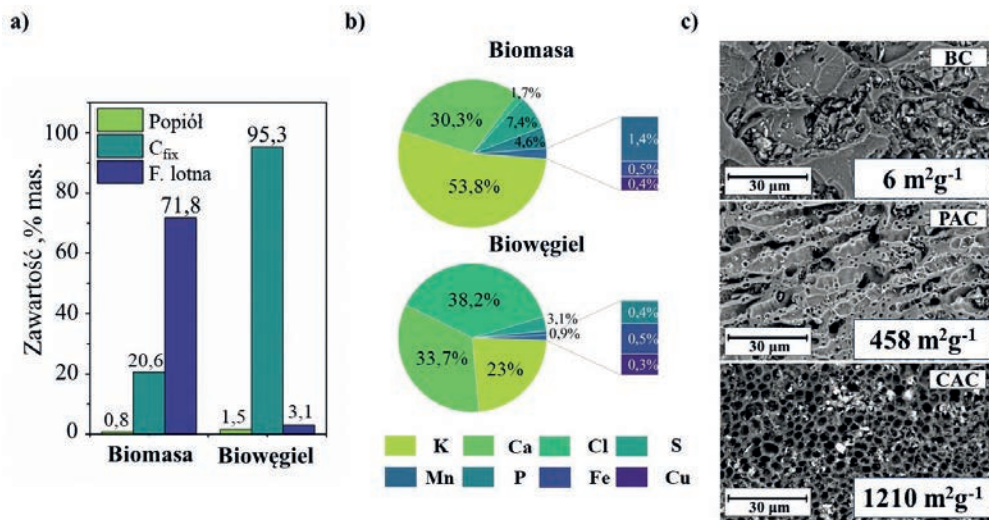 a)
Zawartość ,% mas.
100
80
60
40
20
0
Popiół
C_fix
F. lotna
0,8
20,6
71,8
1,5
95,3
3,1
Biomasa
Biowęgiel
b)
Biomasa
1,7%
30,3%
7,4%
4,6%
53,8%
1,4%
0,5%
0,4%
Biowęgiel
38,2%
3,1%
0,9%
33,7%
23%
0,4%
0,5%
0,3%
K Ca Cl S
Mn P Fe Cu
c)
BC
30 µm
6 m²g⁻¹
PAC
30 µm
458 m²g⁻¹
CAC
30 µm
1210 m²g⁻¹